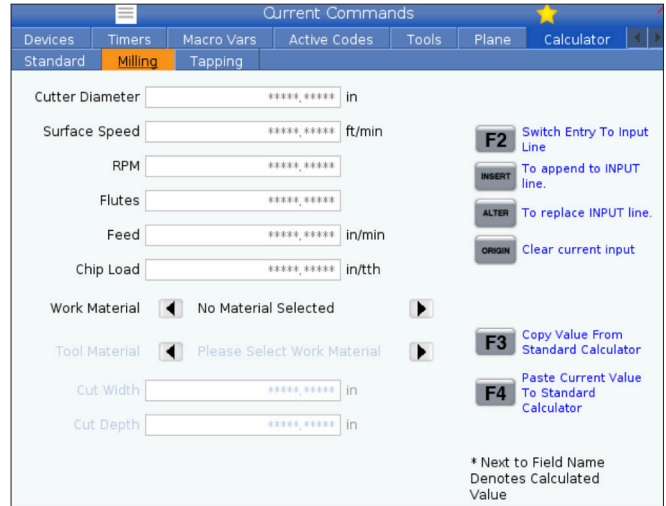 Current Commands
Devices Timers Macro Vars Active Codes Tools Plane Calculator
Standard Milling Tapping
Cutter Diameter *****.***** in
Surface Speed *****.***** ft/min
RPM *****.*****
Flutes *****.*****
Feed *****.***** in/min
Chip Load *****.***** in/tth
Work Material No Material Selected
Tool Material Please Select Work Material
Cut Width *****.***** in
Cut Depth *****.***** in
F2 Switch Entry To Input
Line
INSERT To append to INPUT
line.
ALTER To replace INPUT line.
ORIGIN Clear current input
F3 Copy Value From
Standard Calculator
F4 Paste Current Value
To Standard
Calculator
* Next to Field Name
Denotes Calculated
Value